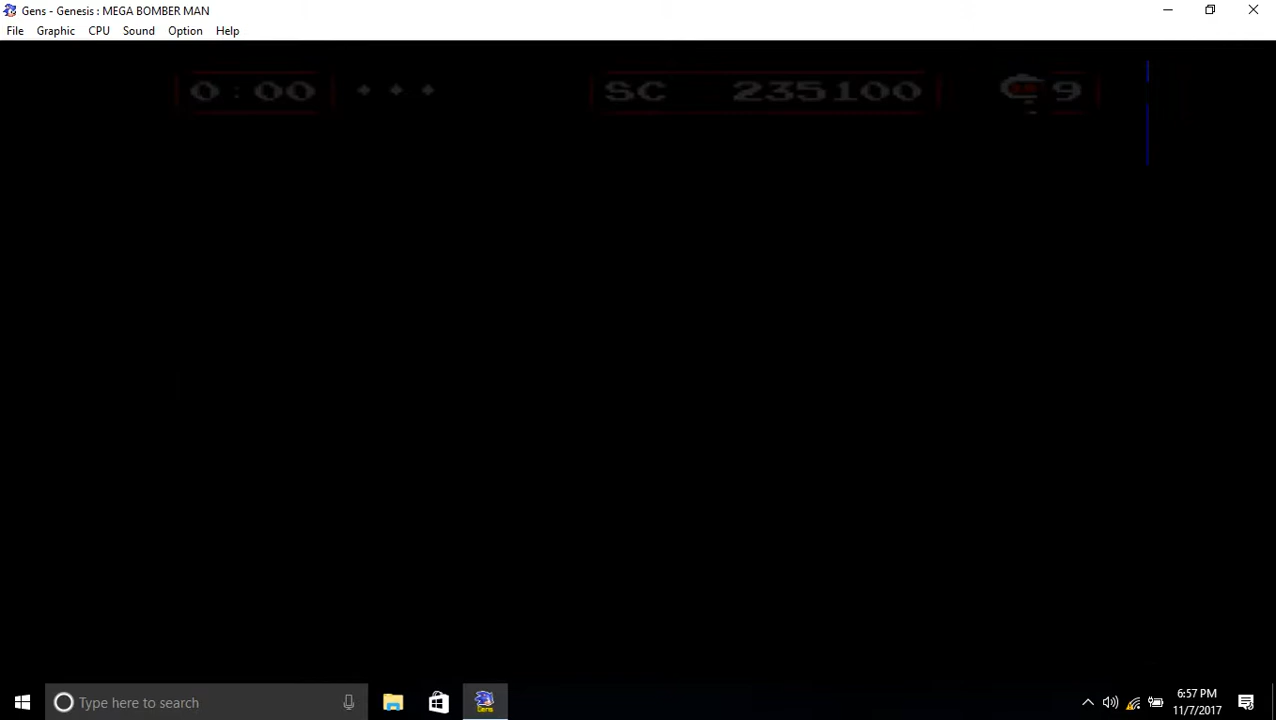 Gens - Genesis : MEGA BOMBER MAN
File Graphic CPU Sound Option Help
0:00 SC 235100 9
Type here to search
Gens
6:57 PM
11/7/2017